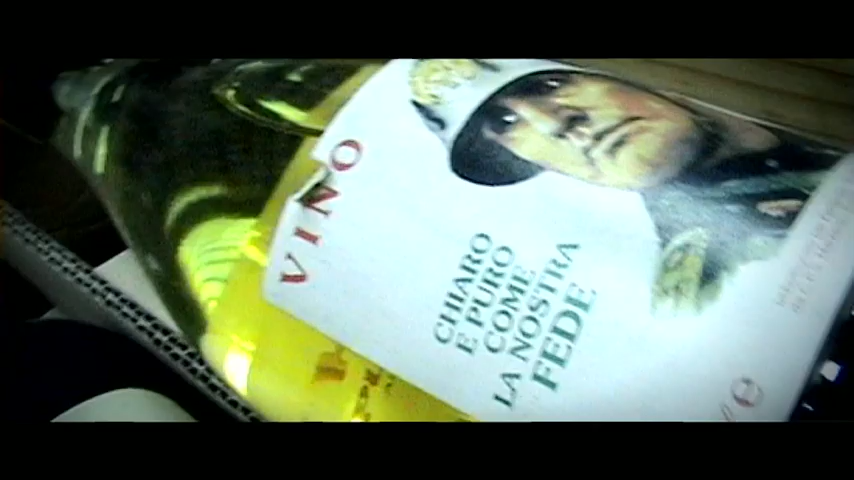 VINO
CHIARO
E PURO
COME
LA NOSTRA
FEDE